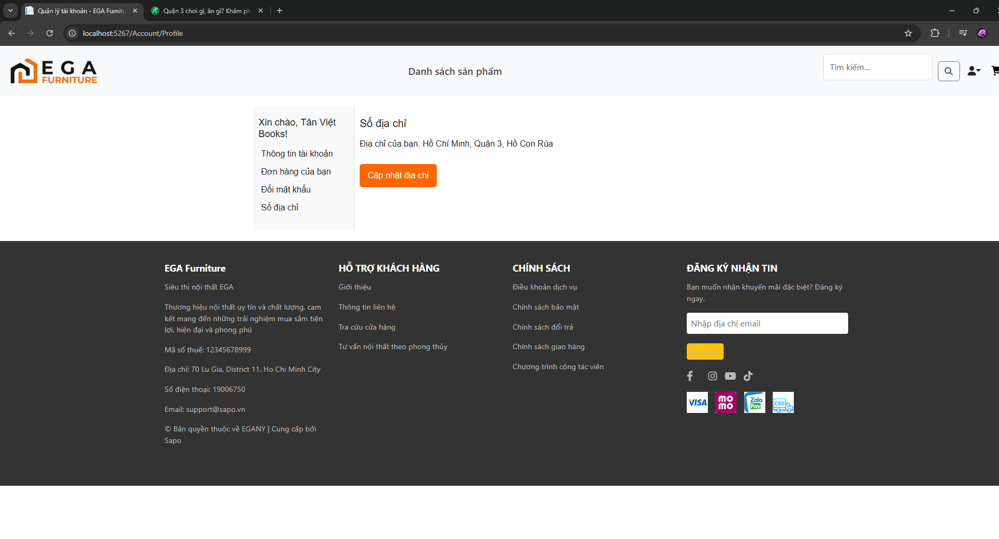 Quản lý tài khoản - EGA Furnitu
Quận 3 chơi gì, ăn gì? Khám ph
localhost:5267/Account/Profile
EGA
FURNITURE
Danh sách sản phẩm
Tìm kiếm...
Xin chào, Tân Việt
Books!
Thông tin tài khoản
Đơn hàng của bạn
Đổi mật khẩu
Sổ địa chỉ
Sổ địa chỉ
Địa chỉ của bạn: Hồ Chí Minh, Quận 3, Hồ Con Rùa
Cập nhật địa chỉ
EGA Furniture
Siêu thị nội thất EGA
Thương hiệu nội thất uy tín và chất lượng, cam
kết mang đến những trải nghiệm mua sắm tiện
lợi, hiện đại và phong phú
Mã số thuế: 12345678999
Địa chỉ: 70 Lu Gia, District 11, Ho Chi Minh City
Số điện thoại: 19006750
Email: support@sapo.vn
© Bản quyền thuộc về EGANY | Cung cấp bởi
Sapo
HỖ TRỢ KHÁCH HÀNG
Giới thiệu
Thông tin liên hệ
Tra cứu cửa hàng
Tư vấn nội thất theo phong thủy
CHÍNH SÁCH
Điều khoản dịch vụ
Chính sách bảo mật
Chính sách đổi trả
Chính sách giao hàng
Chương trình cộng tác viên
ĐĂNG KÝ NHẬN TIN
Bạn muốn nhận khuyến mãi đặc biệt? Đăng ký
ngay.
Nhập địa chỉ email
Đăng ký
VISA
mo
mo
Zalo
Pay
COD